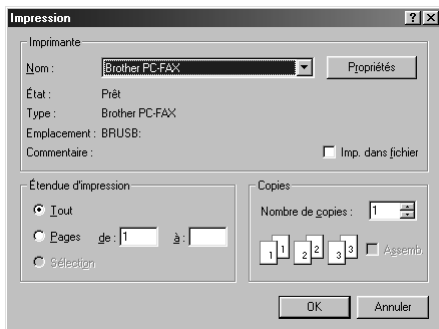 Impression
Imprimante
Nom : Brother PC-FAX Propriétés
État : Prêt
Type : Brother PC-FAX
Emplacement : BRUSB:
Commentaire : Imp. dans fichier
Étendue d'impression
Tout
Pages de : 1 à :
Sélection
Copies
Nombre de copies : 1
1 1 2 2 3 3 Assemb
OK Annuler